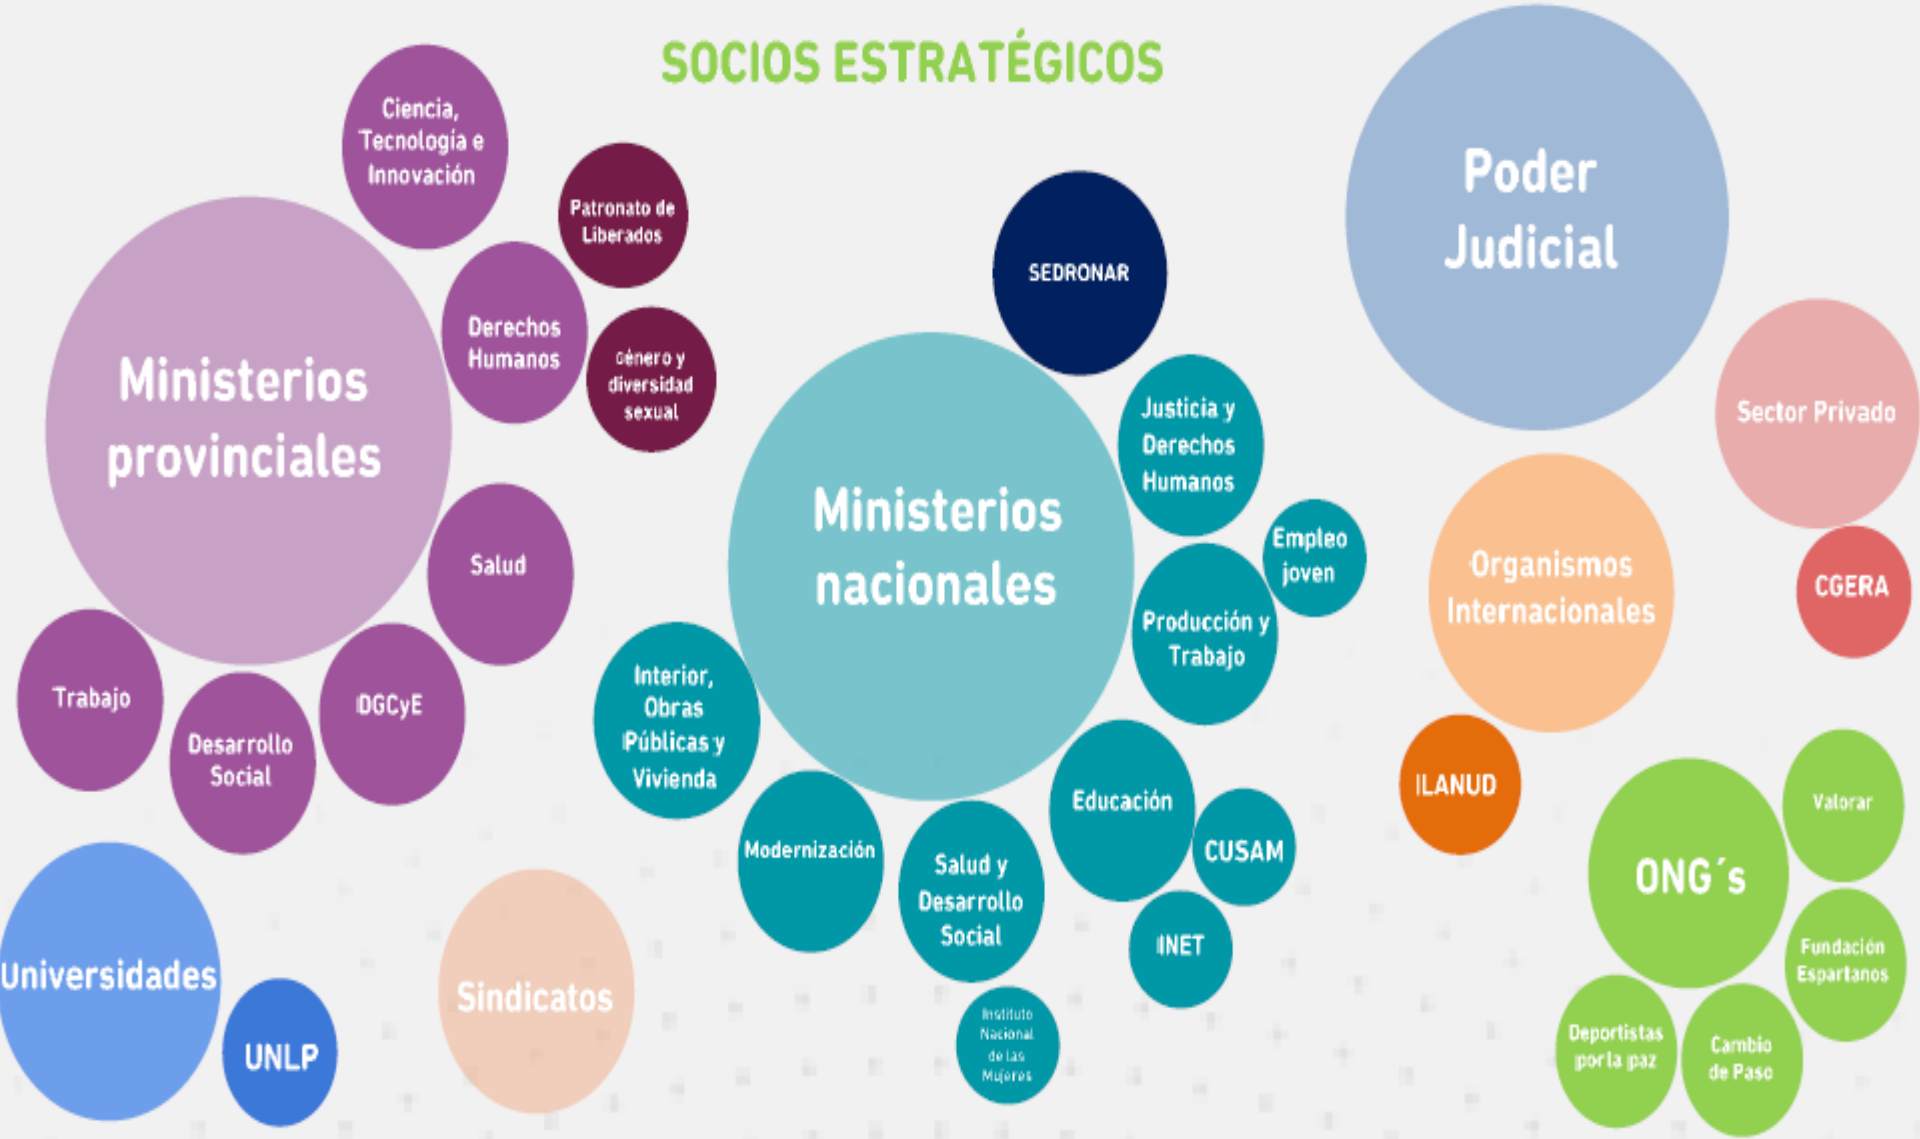 SOCIOS ESTRATÉGICOS
Ciencia,
Tecnología e
Innovación
Patronato de
Liberados
Derechos
Humanos
Género y
diversidad
sexual
Ministerios
provinciales
Salud
Trabajo
Desarrollo
Social
DGCyE
SEDRONAR
Justicia y
Derechos
Humanos
Ministerios
nacionales
Empleo
joven
Producción y
Trabajo
Interior,
Obras
Públicas y
Vivienda
Modernización
Salud y
Desarrollo
Social
Educación
CUSAM
INET
Instituto
Nacional
de las
Mujeres
Poder
Judicial
Sector Privado
CGERA
Organismos
Internacionales
ILANUD
ONG´s
Valorar
Fundación
Espartanos
Deportistas
por la paz
Cambio
de Paso
Universidades
UNLP
Sindicatos